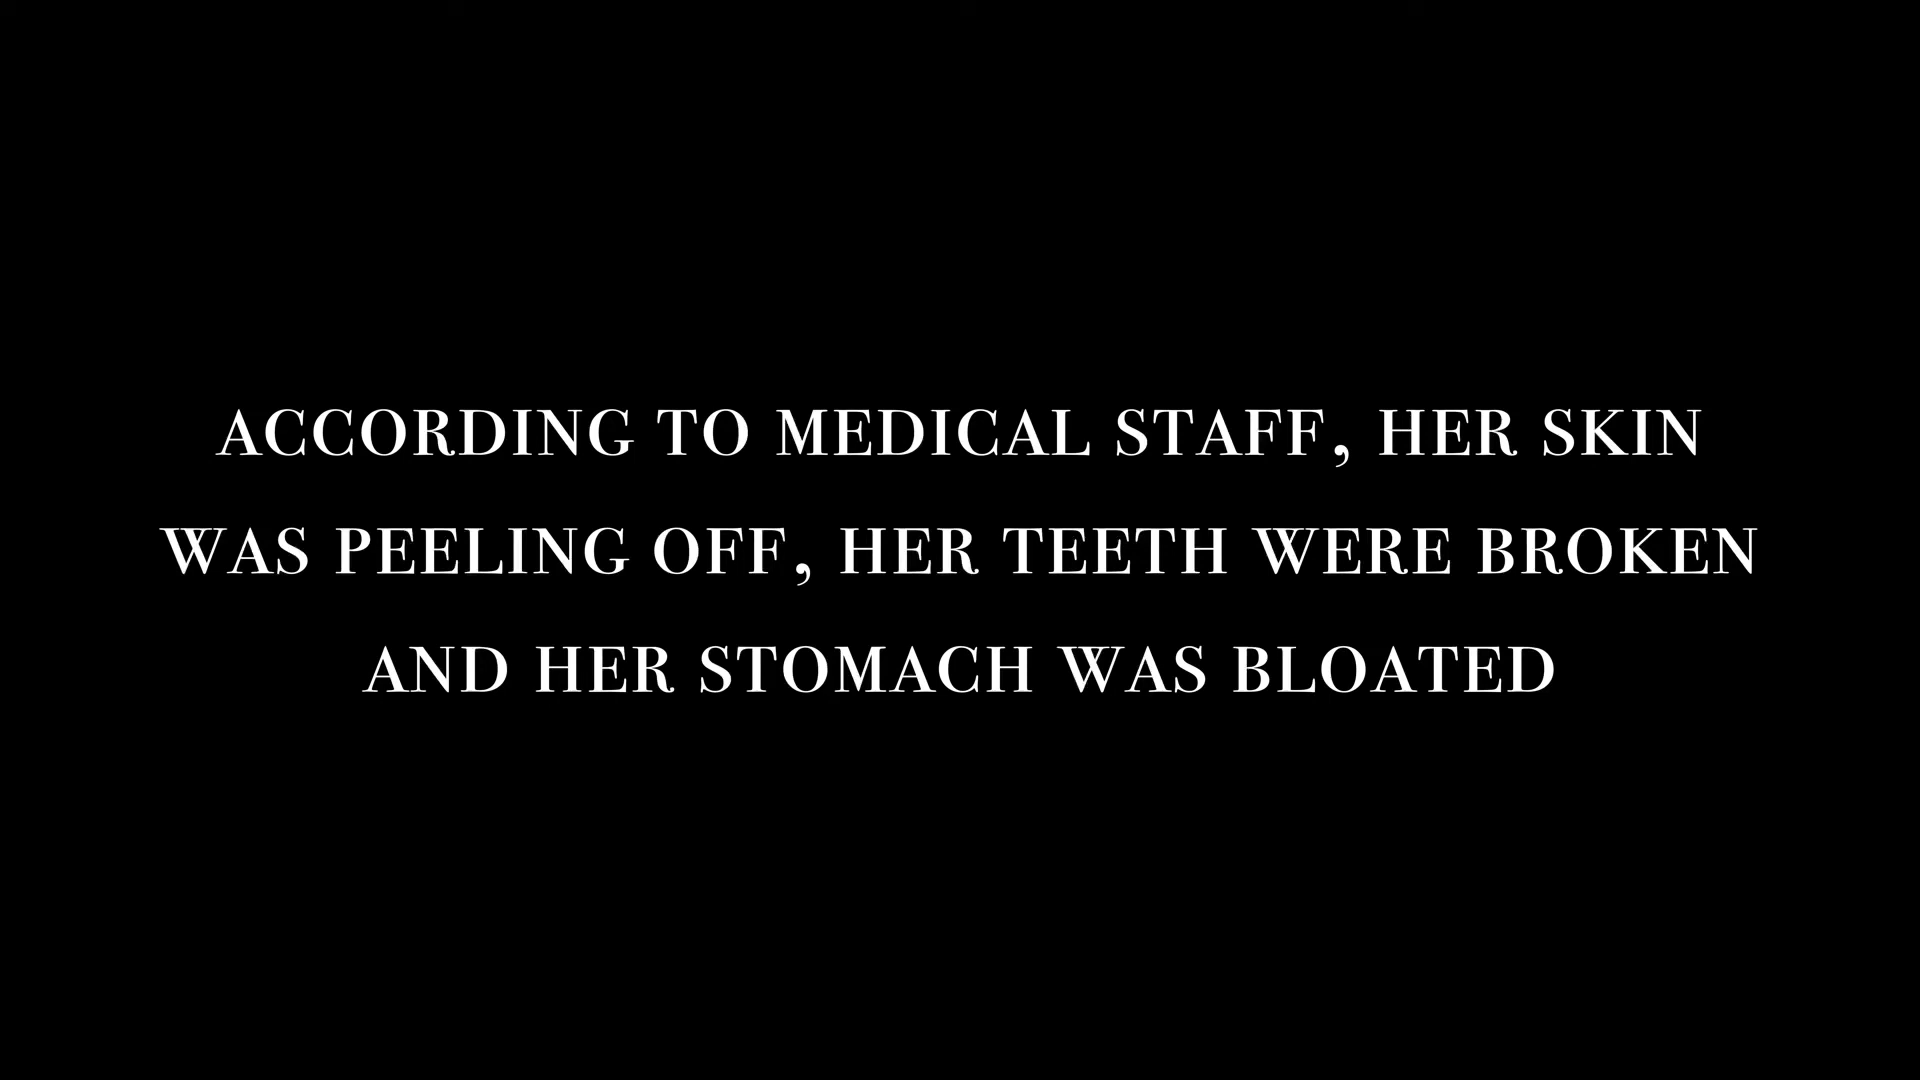 ACCORDING TO MEDICAL STAFF, HER SKIN
WAS PEELING OFF, HER TEETH WERE BROKEN
AND HER STOMACH WAS BLOATED